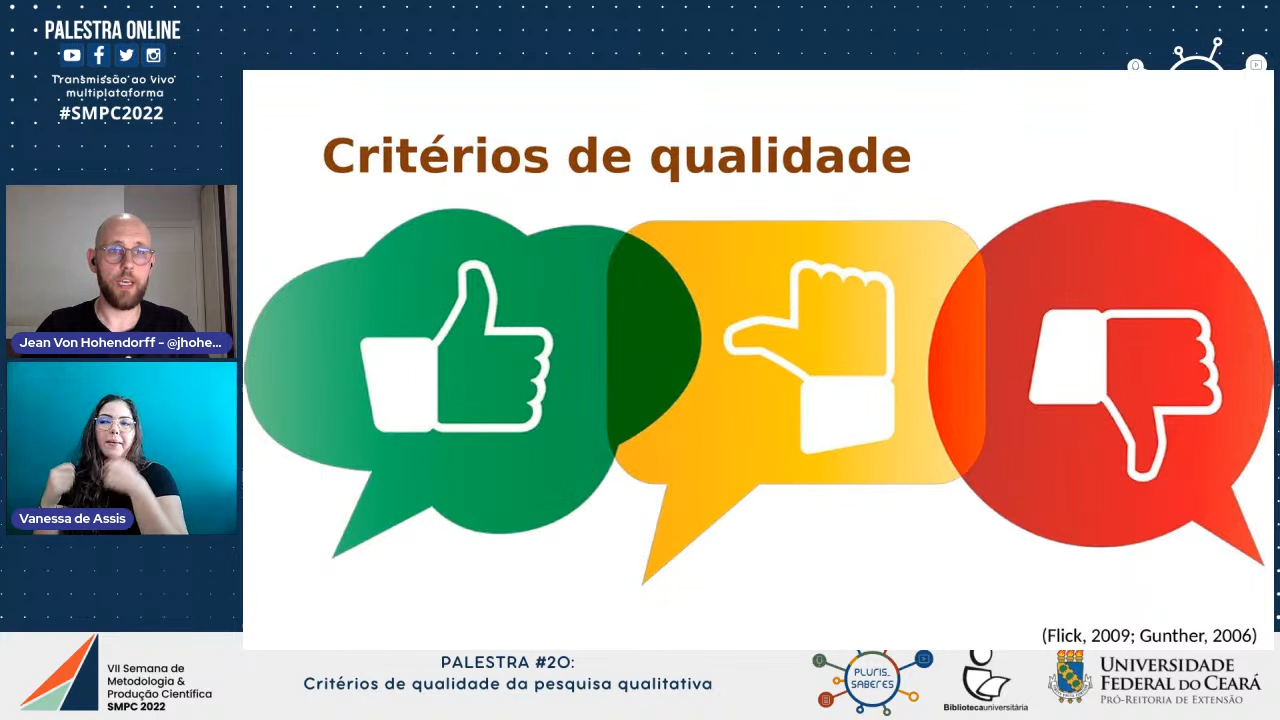 PALESTRA ONLINE
Transmissão ao vivo
multiplataforma
#SMPC2022
Critérios de qualidade
Jean Von Hohendorff - @jhohe...
Vanessa de Assis
(Flick, 2009; Gunther, 2006)
VII Semana de
Metodologia &
Produção Científica
SMPC 2022
PALESTRA #20:
Critérios de qualidade da pesquisa qualitativa
PLURIS_
SABERES
Bibliotecauniversitária
UNIVERSIDADE
FEDERAL DO CEARÁ
PRÓ-REITORIA DE EXTENSÃO